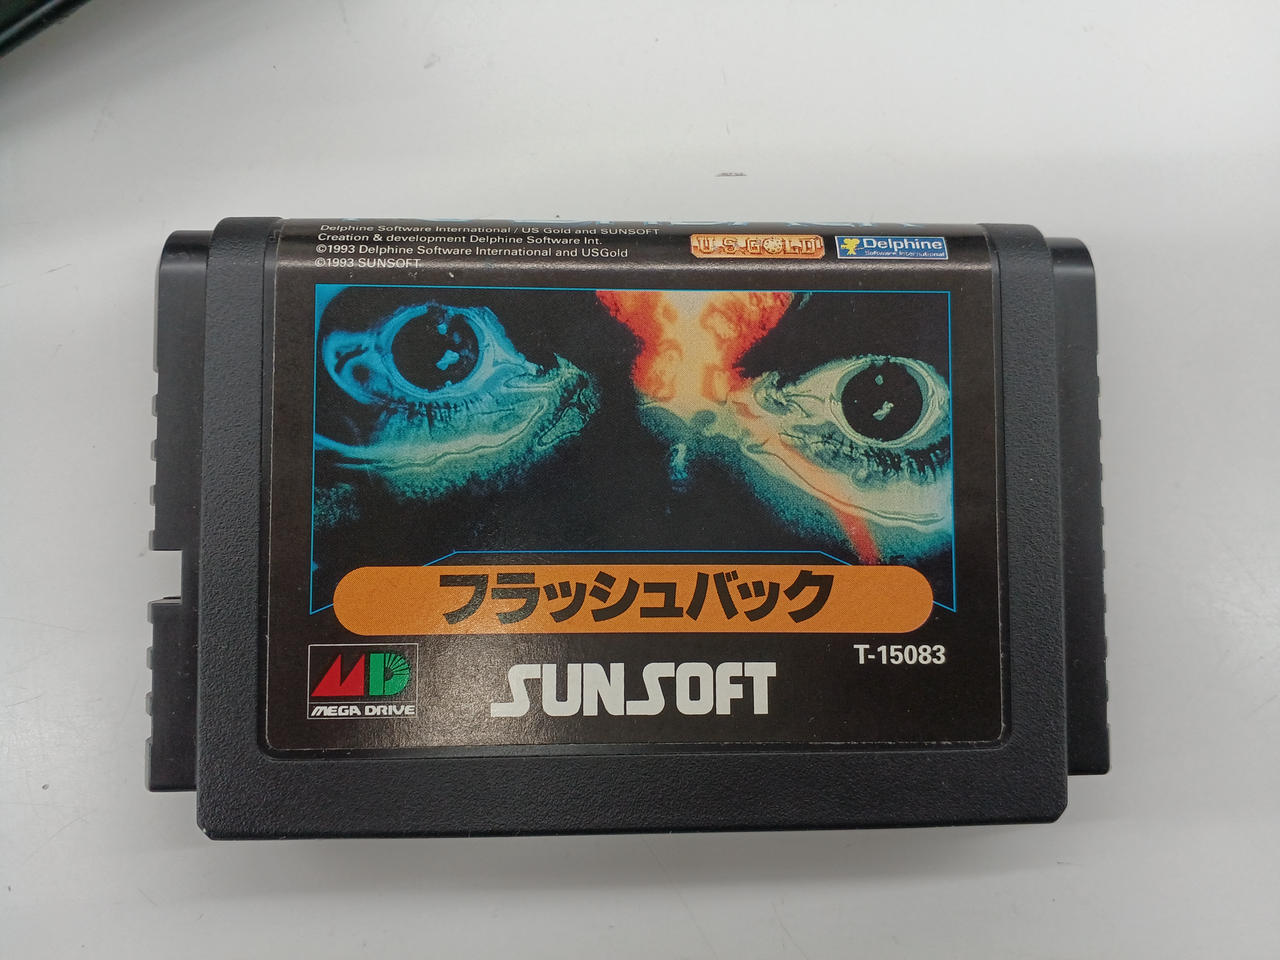 Delphine Software International / US Gold and SUNSOFT
Creation & development Delphine Software Int.
©1993 Delphine Software International and USGold
©1993 SUNSOFT
U.S. GOLD
Delphine
Software International
フラッシュバック
MD
MEGA DRIVE
SUNSOFT
T-15083